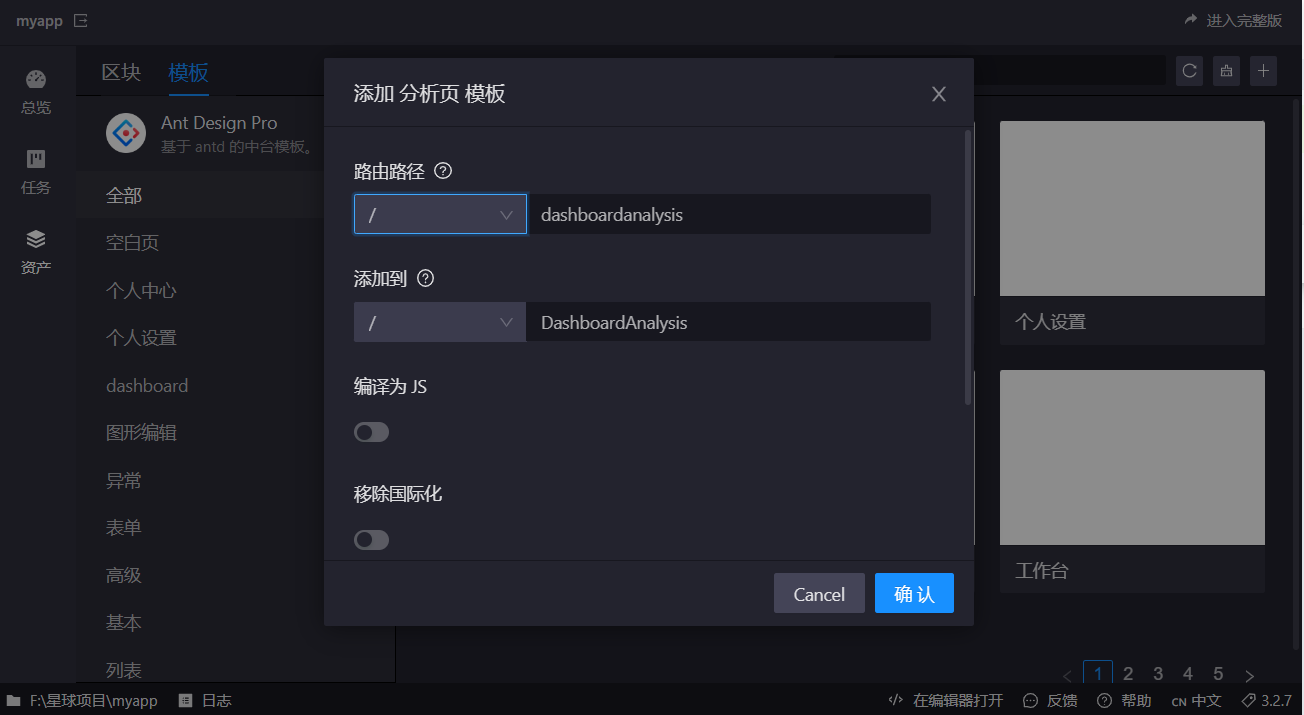 myapp
进入完整版
总览
任务
资产
区块 模板
Ant Design Pro
基于 antd 的中台模板。
全部
空白页
个人中心
个人设置
dashboard
图形编辑
异常
表单
高级
基本
列表
添加 分析页 模板
路由路径
/ dashboardanalysis
添加到
/ DashboardAnalysis
编译为 JS
移除国际化
Cancel 确 认
个人设置
工作台
< 1 2 3 4 5 >
F:\星球项目\myapp 日志
在编辑器打开 反馈 帮助 CN 中文 3.2.7